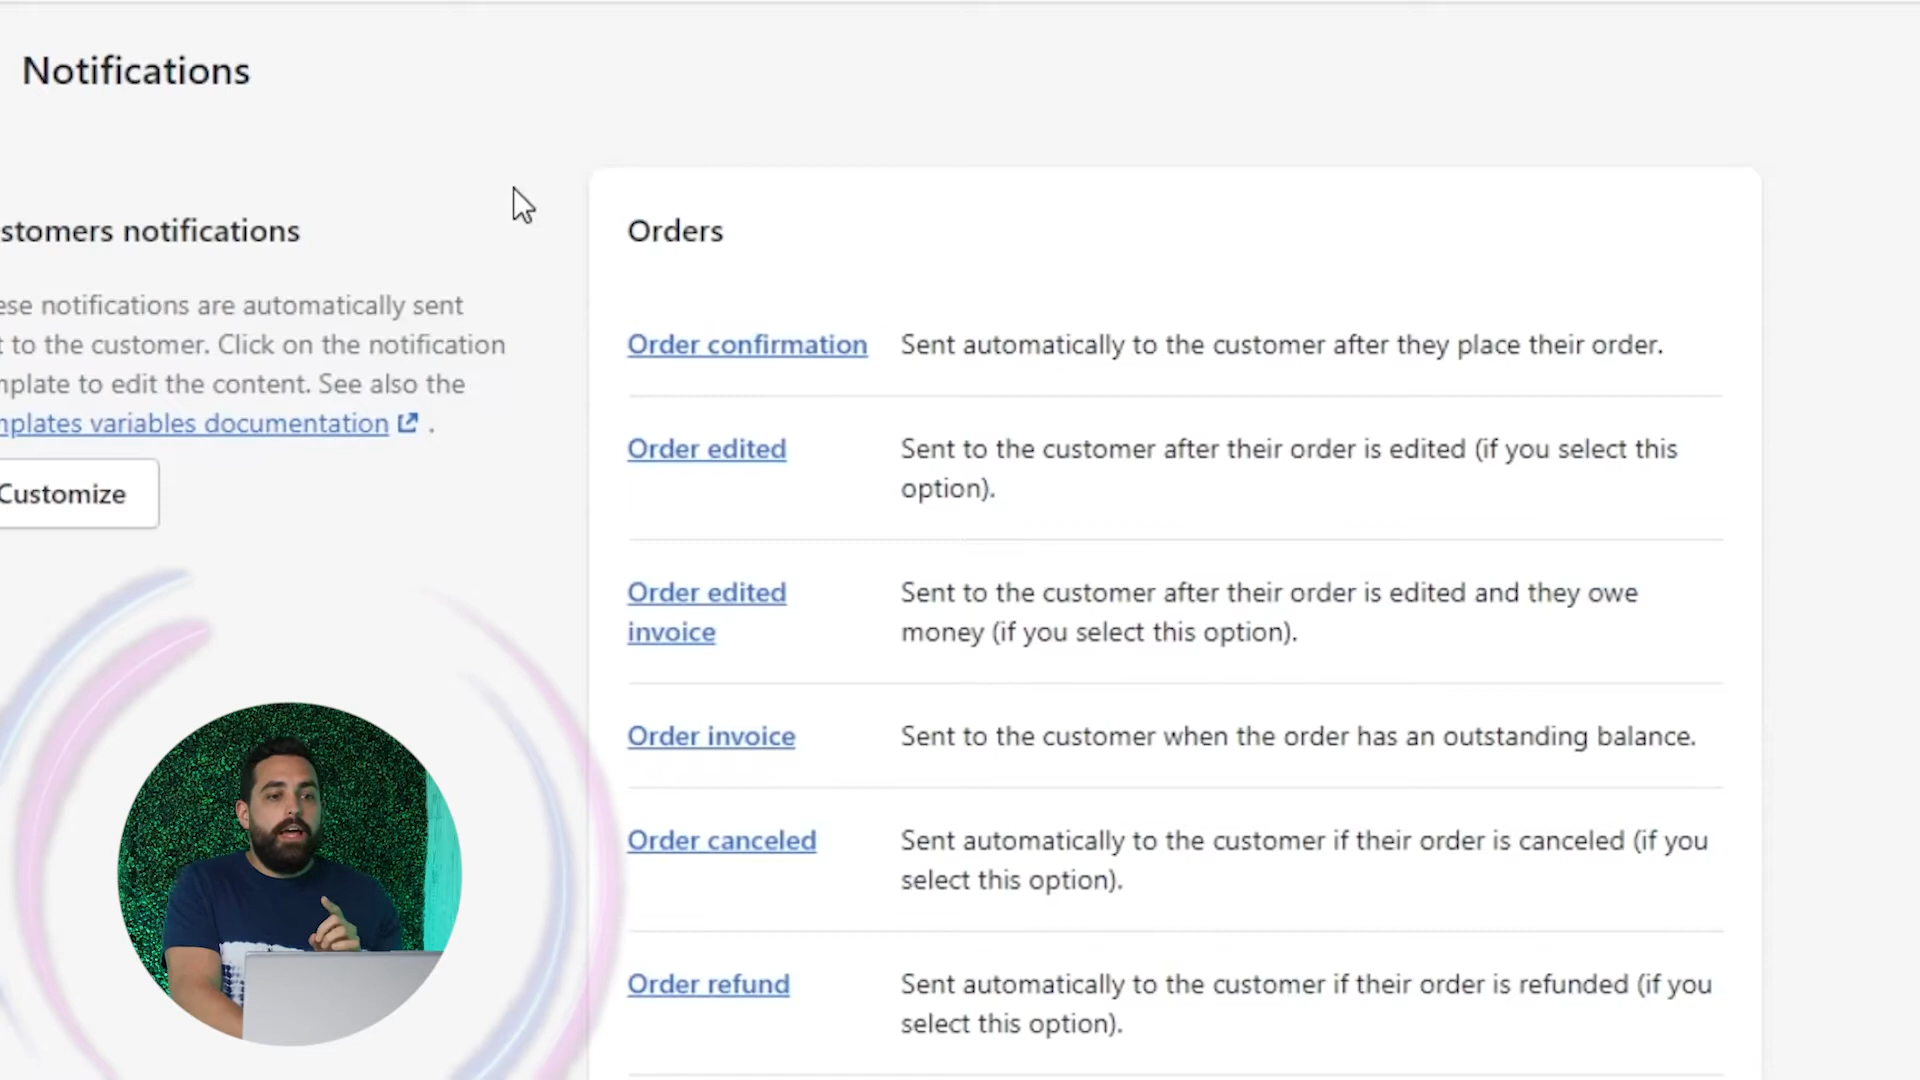 Notifications
stomers notifications
ese notifications are automatically sent
t to the customer. Click on the notification
mplate to edit the content. See also the
mplates variables documentation .
Customize
Orders
Order confirmation Sent automatically to the customer after they place their order.
Order edited Sent to the customer after their order is edited (if you select this
option).
Order edited Sent to the customer after their order is edited and they owe
invoice money (if you select this option).
Order invoice Sent to the customer when the order has an outstanding balance.
Order canceled Sent automatically to the customer if their order is canceled (if you
select this option).
Order refund Sent automatically to the customer if their order is refunded (if you
select this option).